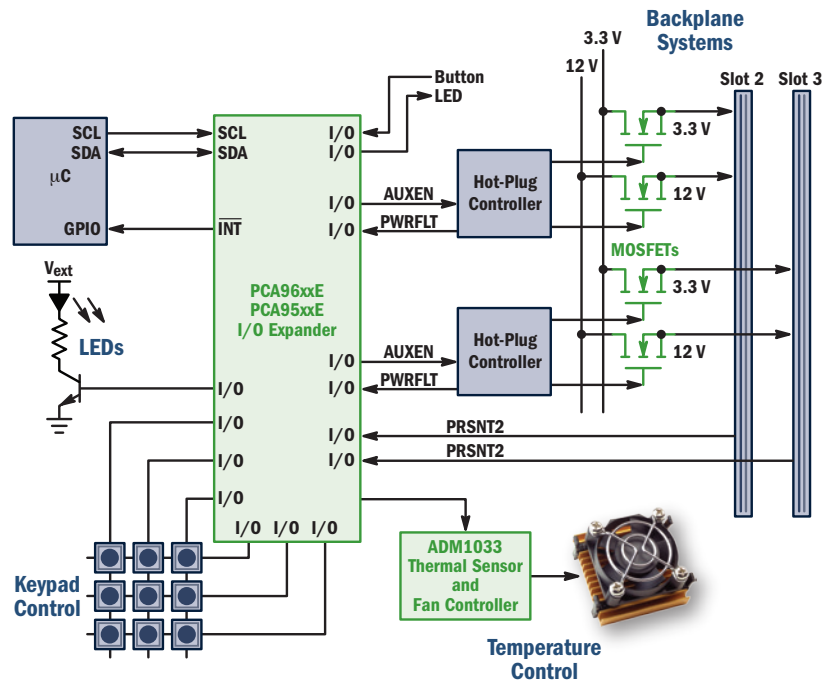 Backplane
Systems
3.3 V
12 V
Slot 2
Slot 3
Button
LED
SCL
SDA
μC
GPIO
SCL
SDA
INT
I/O
I/O
I/O
I/O
AUXEN
PWRFLT
Hot-Plug
Controller
3.3 V
12 V
MOSFETs
3.3 V
12 V
Vext
LEDs
PCA96xxE
PCA95xxE
I/O Expander
I/O
I/O
AUXEN
PWRFLT
Hot-Plug
Controller
I/O
I/O
I/O
I/O
I/O
I/O
PRSNT2
PRSNT2
I/O I/O I/O
Keypad
Control
ADM1033
Thermal Sensor
and
Fan Controller
Temperature
Control